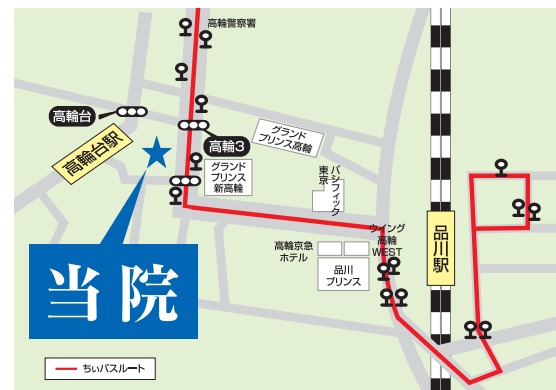 高輪警察署
高輪台
高輪3
高輪台駅
グランド
プリンス高輪
グランド
プリンス
新高輪
パシフィック
東京
ウイング
高輪
WEST
高輪京急
ホテル
品川
プリンス
品川駅
当院
ちぃバスルート